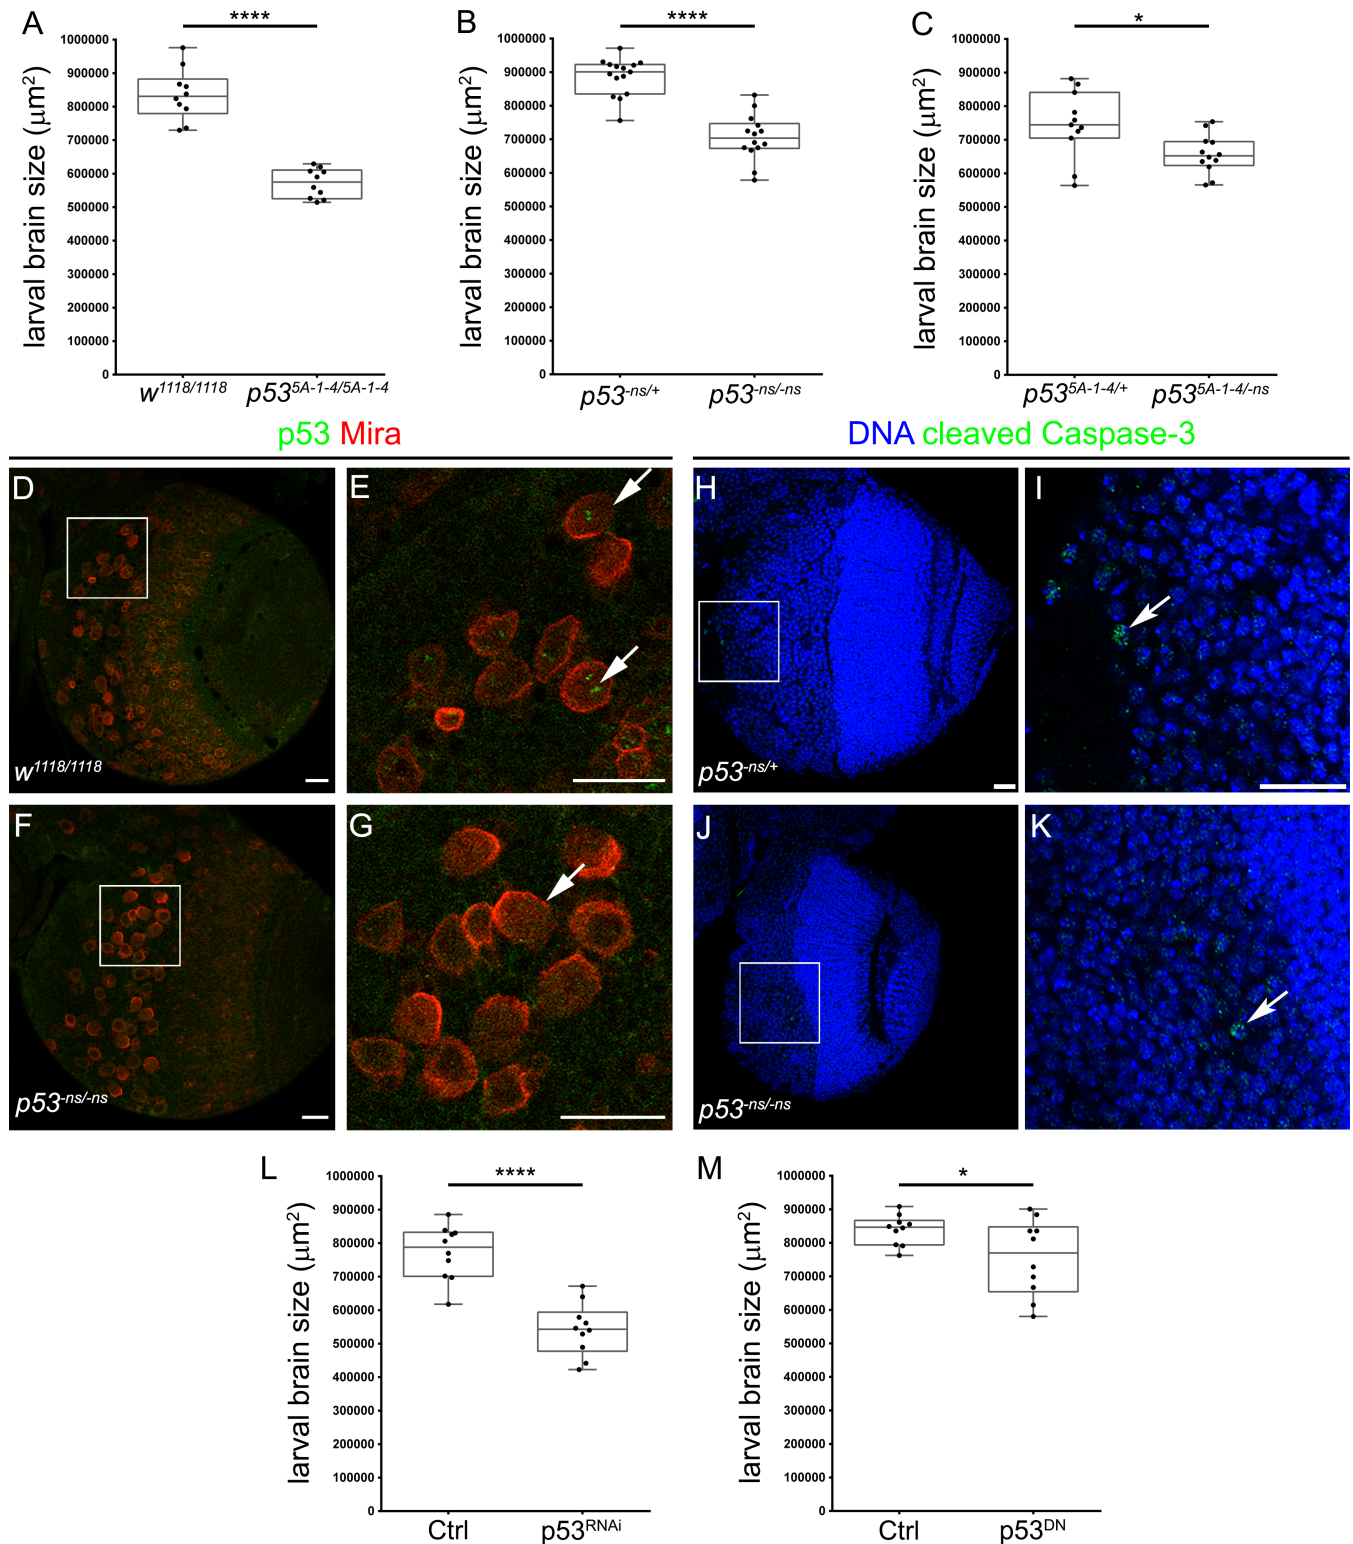 A
****
larval brain size (μm²)
1000000
900000
800000
700000
600000
500000
400000
300000
200000
100000
0
w1118/1118
p535A-1-4/5A-1-4
B
****
larval brain size (μm²)
1000000
900000
800000
700000
600000
500000
400000
300000
200000
100000
0
p53-ns/+
p53-ns/-ns
C
*
larval brain size (μm²)
1000000
900000
800000
700000
600000
500000
400000
300000
200000
100000
0
p535A-1-4/+
p535A-1-4/-ns
p53 Mira
DNA cleaved Caspase-3
D
w1118/1118
E
H
p53-ns/+
I
F
p53-ns/-ns
G
J
p53-ns/-ns
K
L
****
larval brain size (μm²)
1000000
900000
800000
700000
600000
500000
400000
300000
200000
100000
0
Ctrl
p53RNAi
M
*
larval brain size (μm²)
1000000
900000
800000
700000
600000
500000
400000
300000
200000
100000
0
Ctrl
p53DN